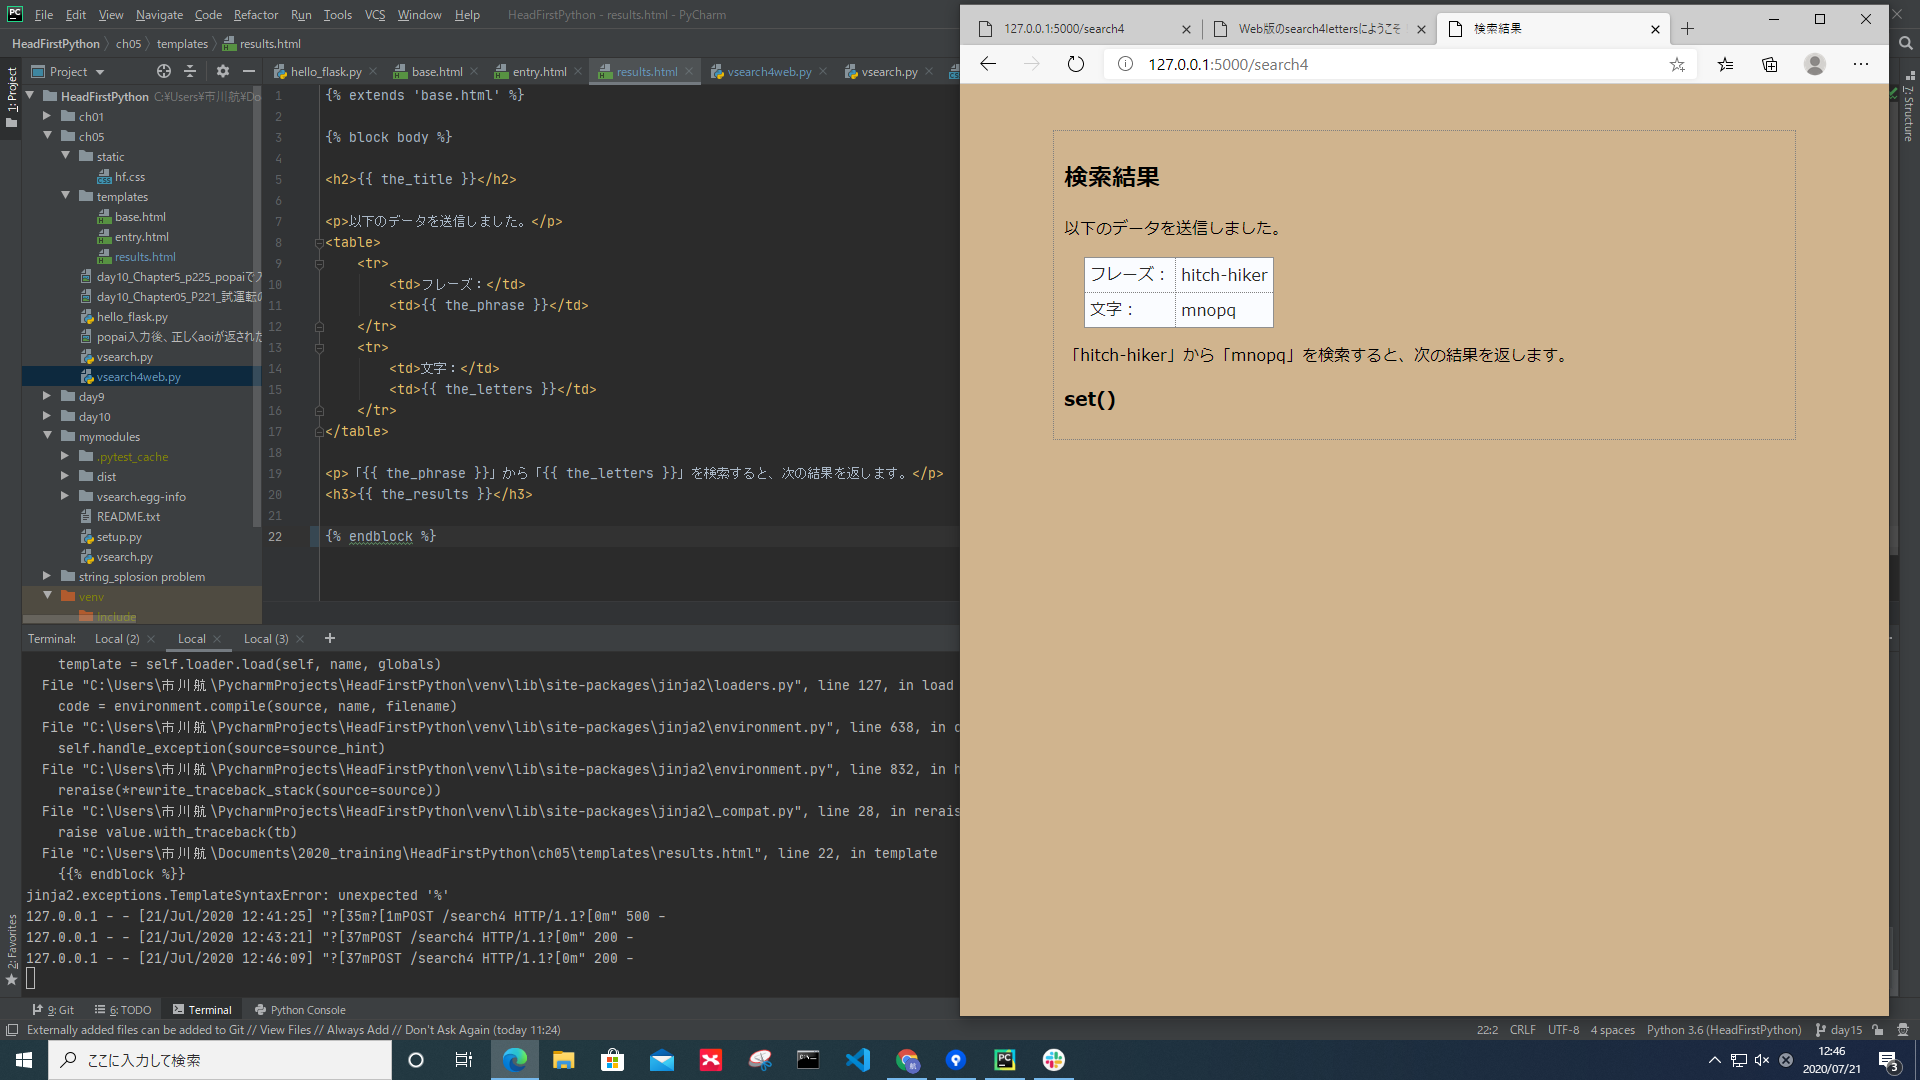 PC File Edit View Navigate Code Refactor Run Tools VCS Window Help HeadFirstPython - results.html - PyCharm
HeadFirstPython ch05 templates results.html
Project
hello_flask.py base.html entry.html results.html vsearch4web.py vsearch.py
1: Project
HeadFirstPython C:¥Users¥市川航¥Do
ch01
ch05
static
hf.css
templates
base.html
entry.html
results.html
day10_Chapter5_p225_popaiで入
day10_Chapter05_P221_試運転の
hello_flask.py
popai入力後、正しくaoiが返された
vsearch.py
vsearch4web.py
day9
day10
mymodules
.pytest_cache
dist
vsearch.egg-info
README.txt
setup.py
vsearch.py
string_splosion problem
venv
Include
1 {% extends 'base.html' %}
2
3 {% block body %}
4
5 <h2>{{ the_title }}</h2>
6
7 <p>以下のデータを送信しました。</p>
8 <table>
9     <tr>
10         <td>フレーズ：</td>
11         <td>{{ the_phrase }}</td>
12     </tr>
13     <tr>
14         <td>文字：</td>
15         <td>{{ the_letters }}</td>
16     </tr>
17 </table>
18
19 <p>「{{ the_phrase }}」から「{{ the_letters }}」を検索すると、次の結果を返します。</p>
20 <h3>{{ the_results }}</h3>
21
22 {% endblock %}
Terminal: Local (2) Local Local (3) +
    template = self.loader.load(self, name, globals)
  File "C:\Users\市川航\PycharmProjects\HeadFirstPython\venv\lib\site-packages\jinja2\loaders.py", line 127, in load
    code = environment.compile(source, name, filename)
  File "C:\Users\市川航\PycharmProjects\HeadFirstPython\venv\lib\site-packages\jinja2\environment.py", line 638, in c
    self.handle_exception(source=source_hint)
  File "C:\Users\市川航\PycharmProjects\HeadFirstPython\venv\lib\site-packages\jinja2\environment.py", line 832, in h
    reraise(*rewrite_traceback_stack(source=source))
  File "C:\Users\市川航\PycharmProjects\HeadFirstPython\venv\lib\site-packages\jinja2\_compat.py", line 28, in rerais
    raise value.with_traceback(tb)
  File "C:\Users\市川航\Documents\2020_training\HeadFirstPython\ch05\templates\results.html", line 22, in template
    {{% endblock %}}
jinja2.exceptions.TemplateSyntaxError: unexpected '%'
127.0.0.1 - - [21/Jul/2020 12:41:25] "?[35m?[1mPOST /search4 HTTP/1.1?[0m" 500 -
127.0.0.1 - - [21/Jul/2020 12:43:21] "?[37mPOST /search4 HTTP/1.1?[0m" 200 -
127.0.0.1 - - [21/Jul/2020 12:46:09] "?[37mPOST /search4 HTTP/1.1?[0m" 200 -
2: Favorites
9: Git 6: TODO Terminal Python Console
Externally added files can be added to Git // View Files // Always Add // Don't Ask Again (today 11:24)
22:2 CRLF UTF-8 4 spaces Python 3.6 (HeadFirstPython) day15
7: Structure
127.0.0.1:5000/search4
Web版のsearch4lettersにようこそ
検索結果
127.0.0.1:5000/search4
検索結果
以下のデータを送信しました。
フレーズ： hitch-hiker
文字： mnopq
「hitch-hiker」から「mnopq」を検索すると、次の結果を返します。
set()
ここに入力して検索
PC
12:46
2020/07/21
3